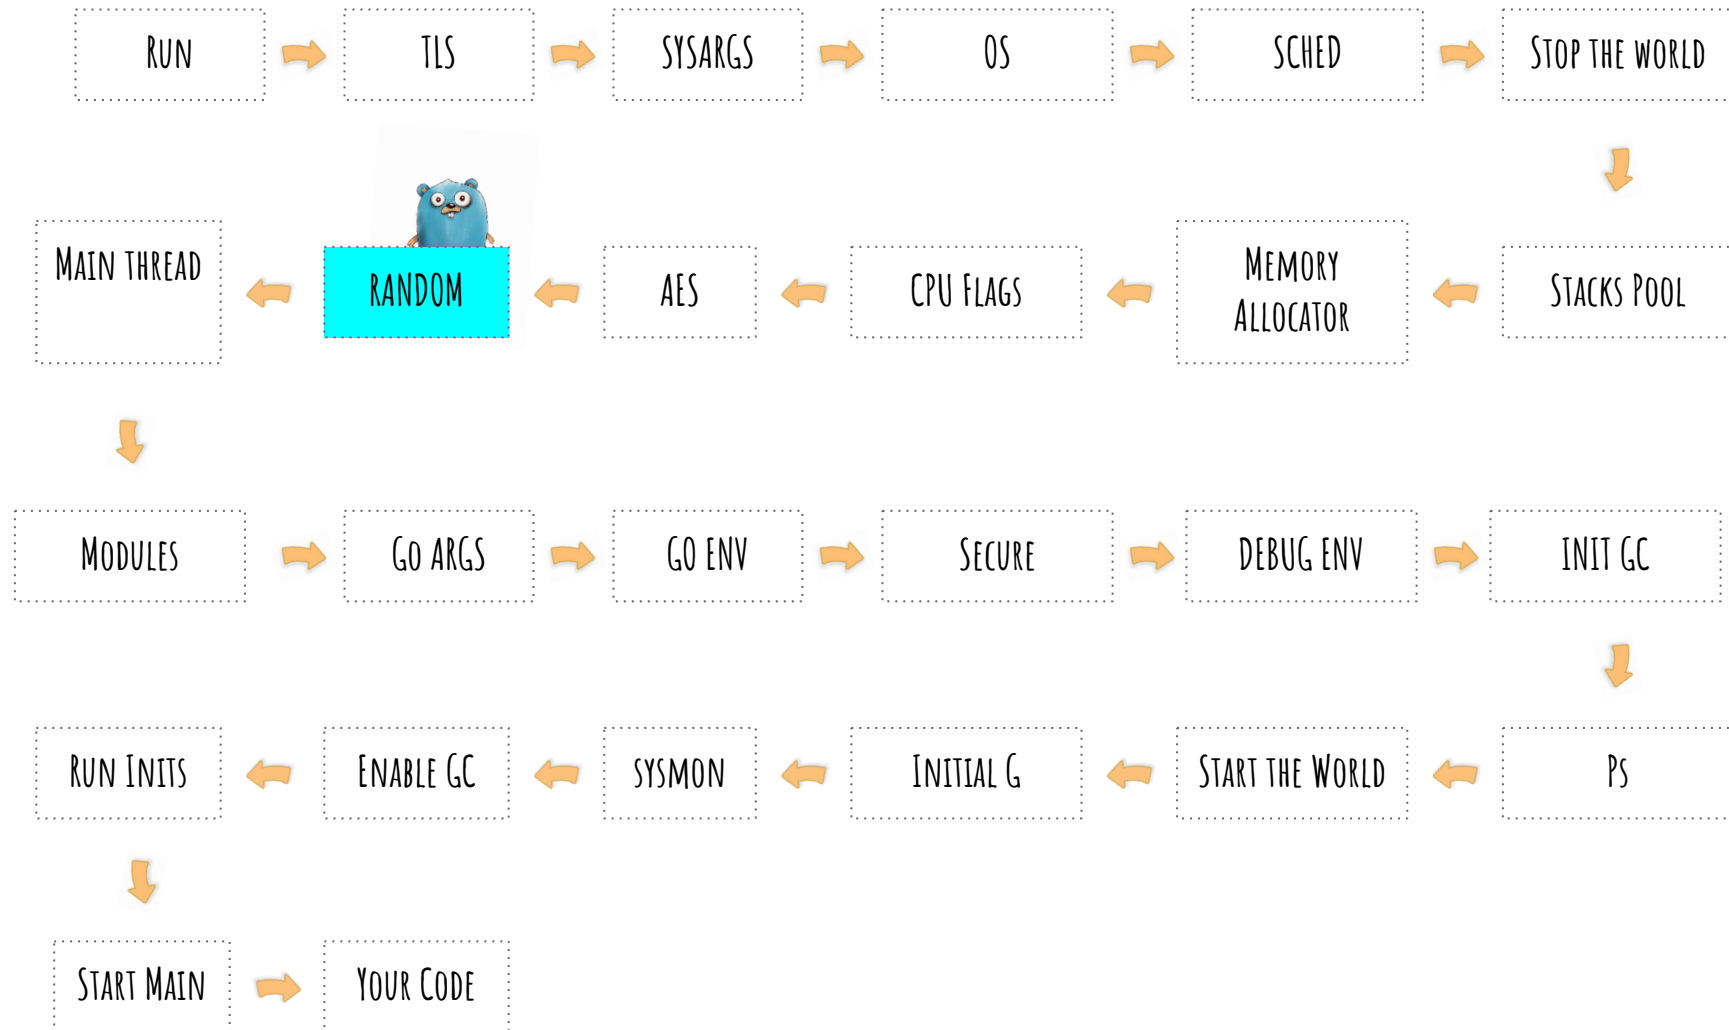 Run
TLS
SYSARGS
OS
SCHED
Stop the world
Main thread
RANDOM
AES
CPU Flags
Memory
Allocator
Stacks Pool
Modules
Go ARGS
GO ENV
Secure
DEBUG ENV
INIT GC
Run Inits
Enable GC
sysmon
Initial G
Start the World
Ps
Start Main
Your Code